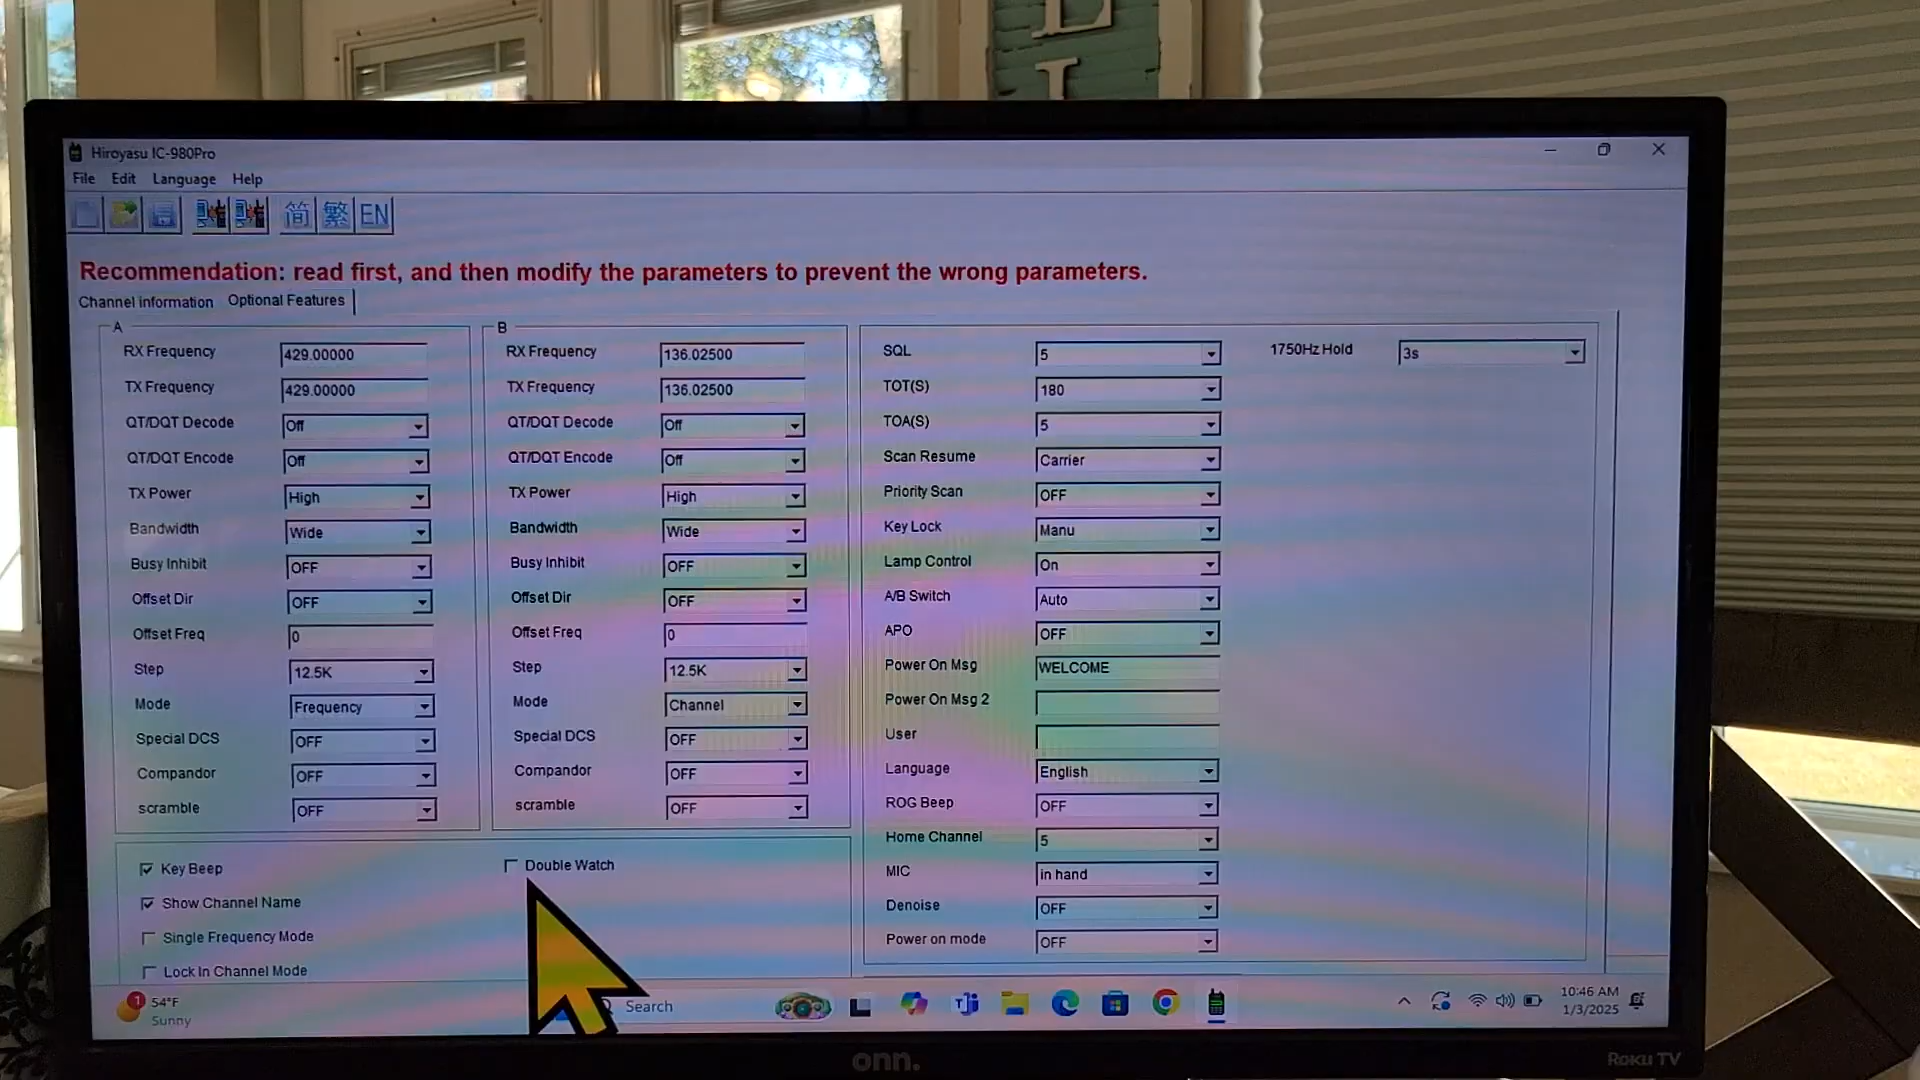 Hiroyasu IC-980Pro
File Edit Language Help
简 繁 EN
Recommendation: read first, and then modify the parameters to prevent the wrong parameters.
Channel information Optional Features
A
RX Frequency 429.00000
TX Frequency 429.00000
QT/DQT Decode Off
QT/DQT Encode Off
TX Power High
Bandwidth Wide
Busy Inhibit OFF
Offset Dir OFF
Offset Freq 0
Step 12.5K
Mode Frequency
Special DCS OFF
Compandor OFF
scramble OFF
B
RX Frequency 136.02500
TX Frequency 136.02500
QT/DQT Decode Off
QT/DQT Encode Off
TX Power High
Bandwidth Wide
Busy Inhibit OFF
Offset Dir OFF
Offset Freq 0
Step 12.5K
Mode Channel
Special DCS OFF
Compandor OFF
scramble OFF
SQL 5
TOT(S) 180
TOA(S) 5
Scan Resume Carrier
Priority Scan OFF
Key Lock Manu
Lamp Control On
A/B Switch Auto
APO OFF
Power On Msg WELCOME
Power On Msg 2
User
Language English
ROG Beep OFF
Home Channel 5
MIC in hand
Denoise OFF
Power on mode OFF
1750Hz Hold 3s
Key Beep
Show Channel Name
Single Frequency Mode
Lock In Channel Mode
Double Watch
1 54°F
Sunny
Search
10:46 AM
1/3/2025
onn.
Roku TV